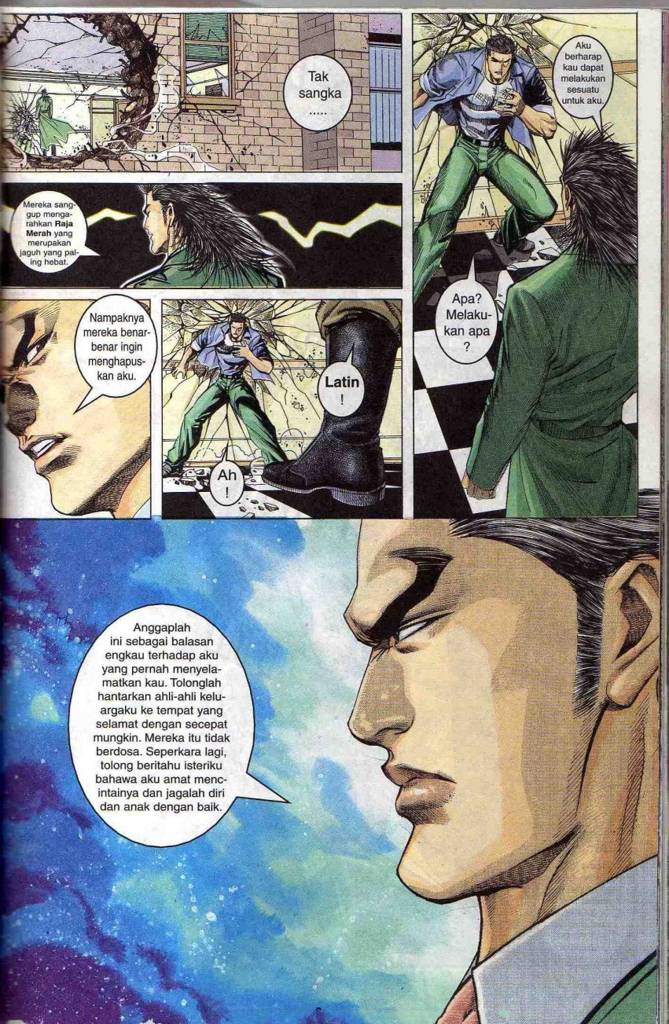 Tak
sangka
.....
Mereka sang-
gup menga-
rahkan Raja
Merah yang
merupakan
jaguh yang pal-
ing hebat.
Nampaknya
mereka benar-
benar ingin
menghapus-
kan aku.
Latin
!
Ah
!
Aku
berharap
kau dapat
melakukan
sesuatu
untuk aku.
Apa?
Melaku-
kan apa
?
Anggaplah
ini sebagai balasan
engkau terhadap aku
yang pernah menyela-
matkan kau. Tolonglah
hantarkan ahli-ahli kelu-
argaku ke tempat yang
selamat dengan secepat
mungkin. Mereka itu tidak
berdosa. Seperkara lagi,
tolong beritahu isteriku
bahawa aku amat menc-
intainya dan jagalah diri
dan anak dengan baik.